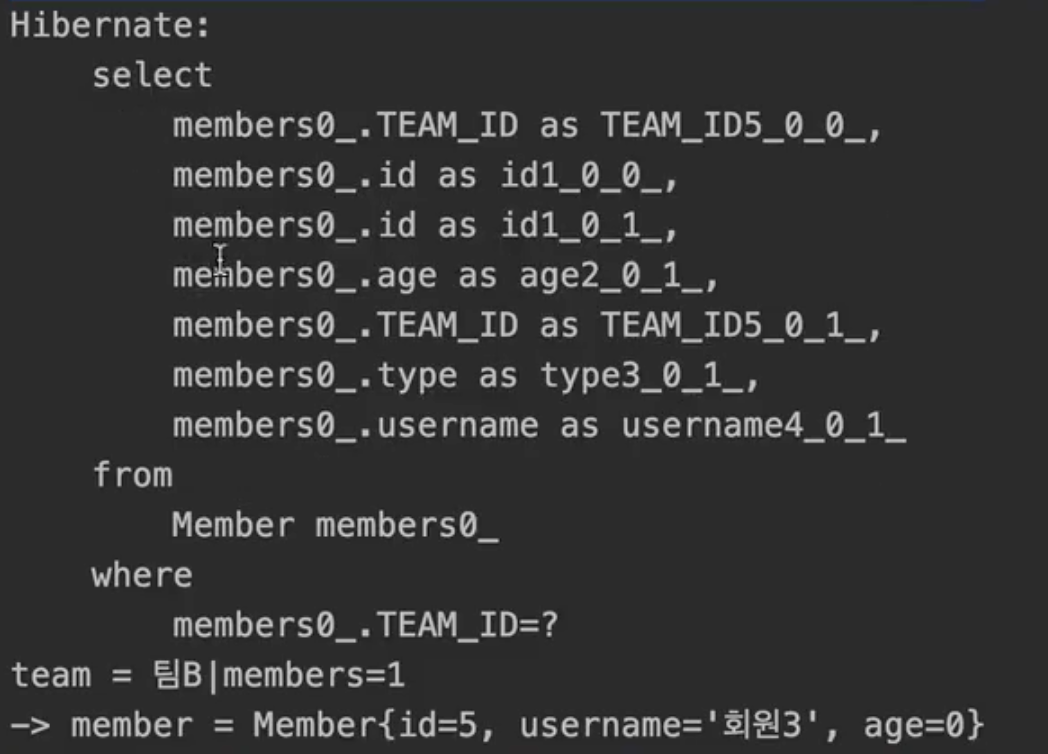 Hibernate:
select
members0_.TEAM_ID as TEAM_ID5_0_0_,
members0_.id as id1_0_0_,
members0_.id as id1_0_1_,
members0_.age as age2_0_1_,
members0_.TEAM_ID as TEAM_ID5_0_1_,
members0_.type as type3_0_1_,
members0_.username as username4_0_1_
from
Member members0_
where
members0_.TEAM_ID=?
team = 팀B|members=1
-> member = Member{id=5, username='회원3', age=0}